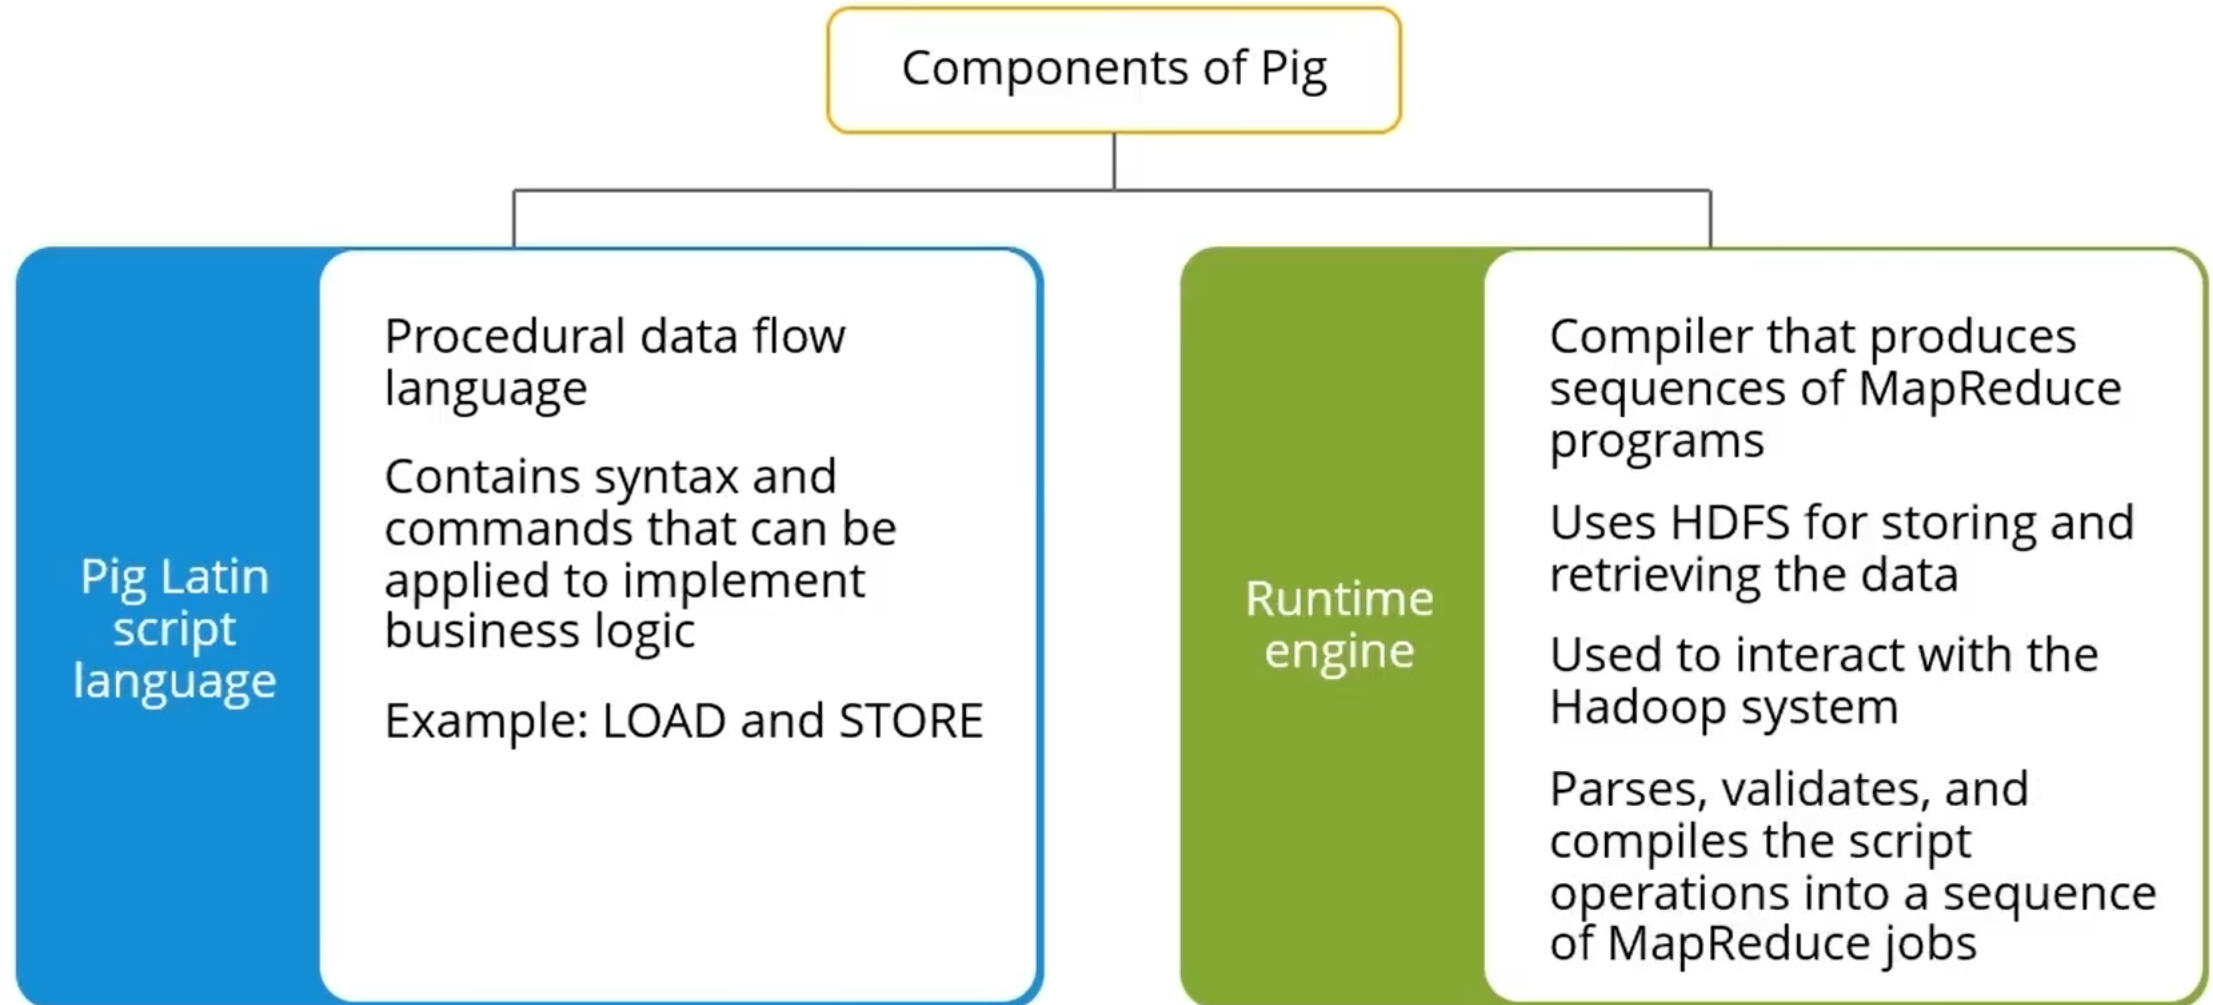 Components of Pig
Pig Latin
script
language
Procedural data flow
language
Contains syntax and
commands that can be
applied to implement
business logic
Example: LOAD and STORE
Runtime
engine
Compiler that produces
sequences of MapReduce
programs
Uses HDFS for storing and
retrieving the data
Used to interact with the
Hadoop system
Parses, validates, and
compiles the script
operations into a sequence
of MapReduce jobs